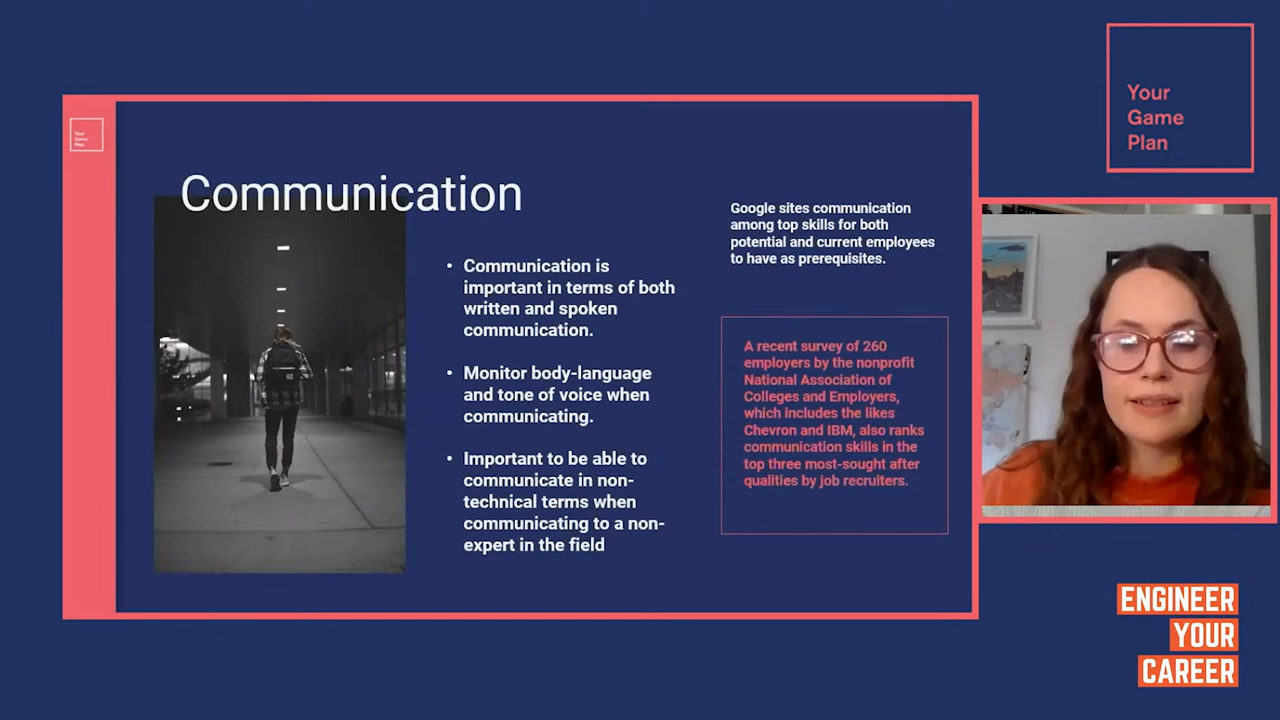 Your
Game
Plan
Your
Game
Plan
Communication
• Communication is
important in terms of both
written and spoken
communication.
• Monitor body-language
and tone of voice when
communicating.
• Important to be able to
communicate in non-
technical terms when
communicating to a non-
expert in the field
Google sites communication
among top skills for both
potential and current employees
to have as prerequisites.
A recent survey of 260
employers by the nonprofit
National Association of
Colleges and Employers,
which includes the likes
Chevron and IBM, also ranks
communication skills in the
top three most-sought after
qualities by job recruiters.
ENGINEER
YOUR
CAREER